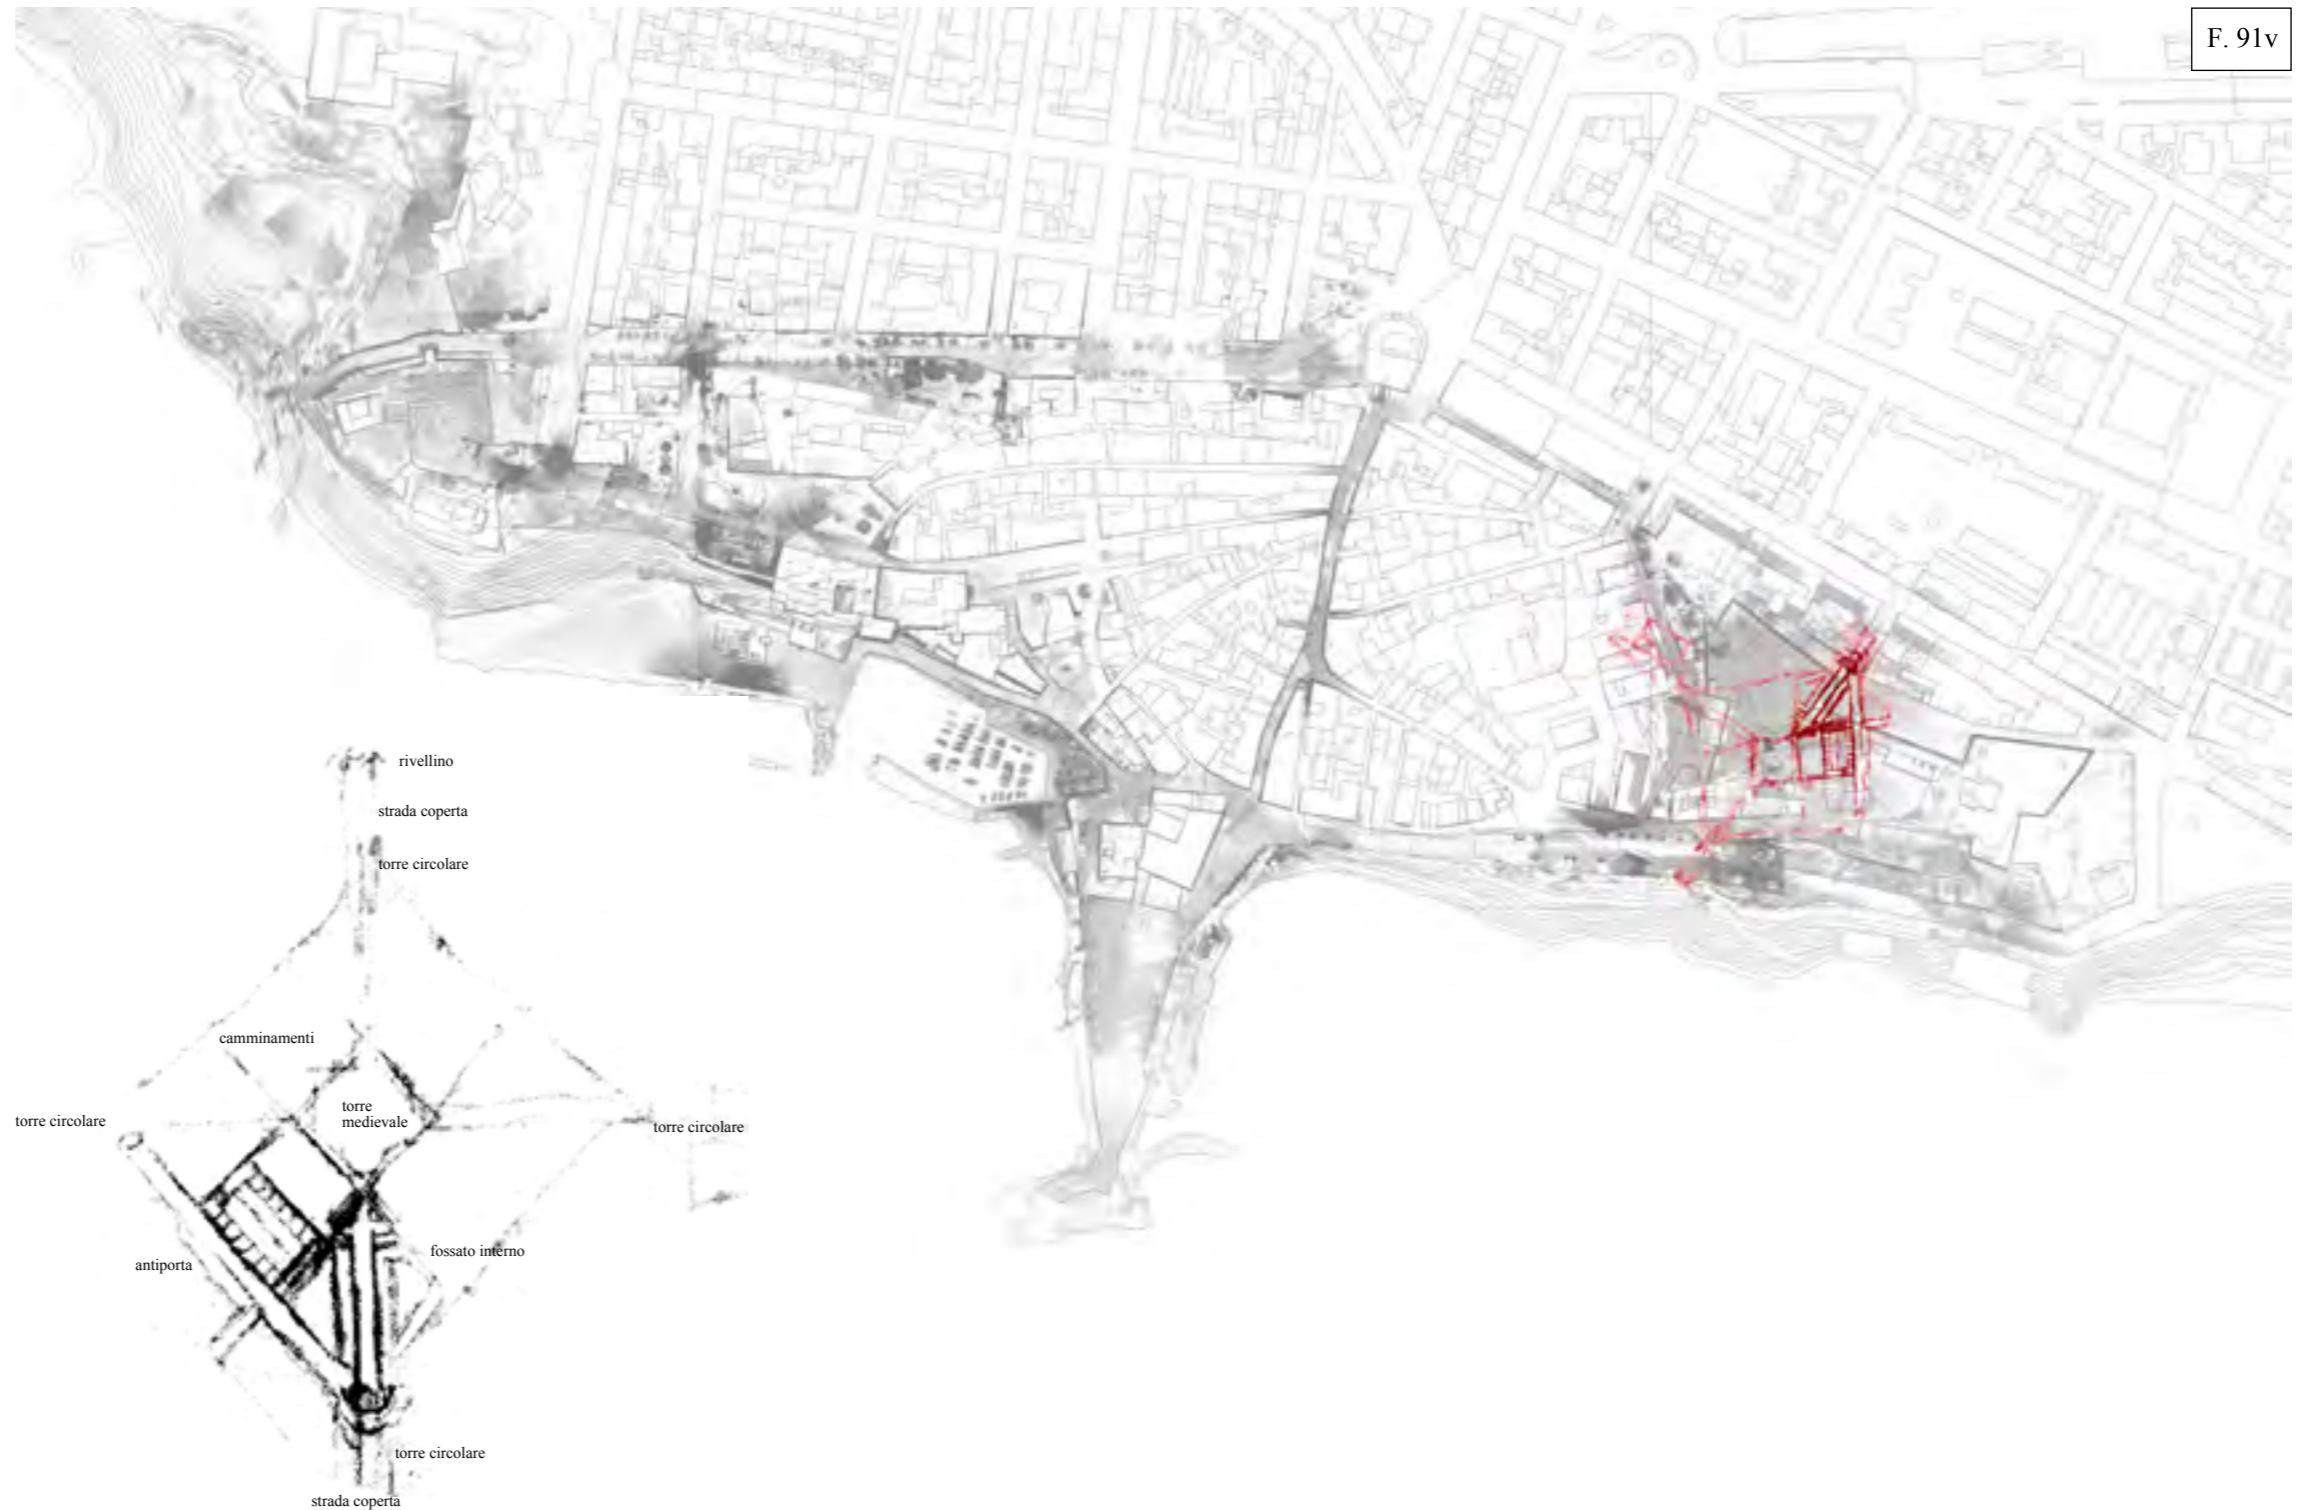 F. 91v
rivellino
strada coperta
torre circolare
camminamenti
torre
medievale
torre circolare
torre circolare
fossato interno
antiporta
torre circolare
strada coperta